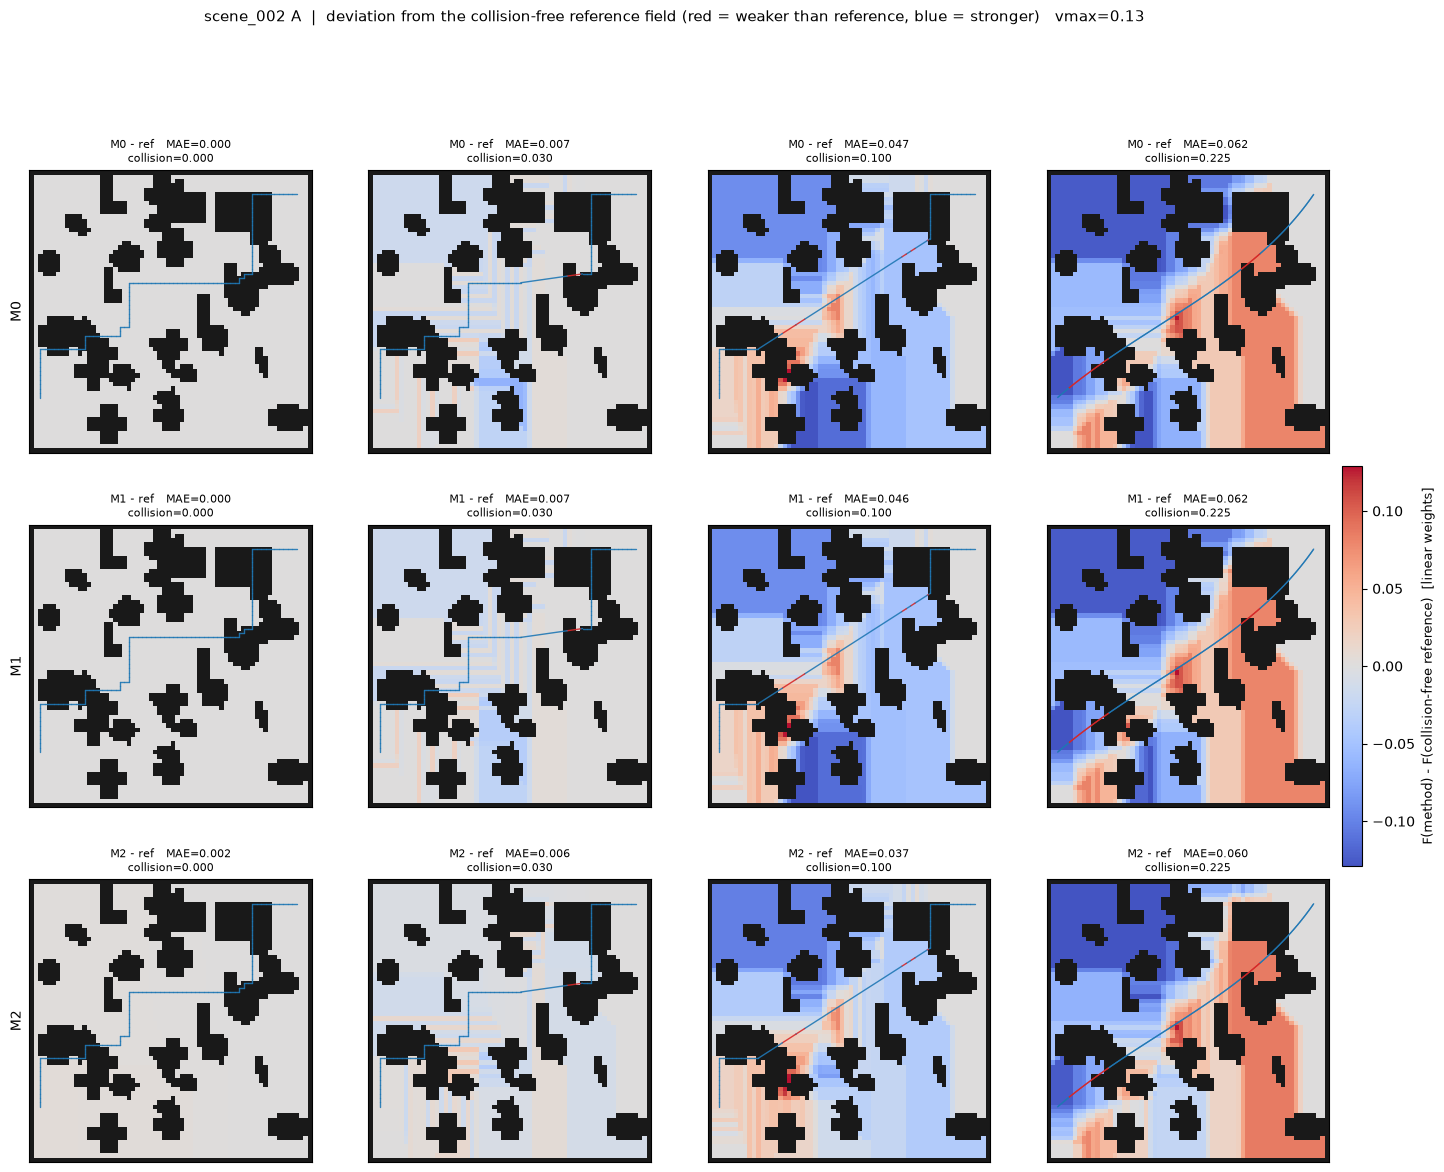 scene_002 A  |  deviation from the collision-free reference field (red = weaker than reference, blue = stronger)   vmax=0.13
M0 - ref   MAE=0.000
collision=0.000
M0 - ref   MAE=0.007
collision=0.030
M0 - ref   MAE=0.047
collision=0.100
M0 - ref   MAE=0.062
collision=0.225
M0
M1 - ref   MAE=0.000
collision=0.000
M1 - ref   MAE=0.007
collision=0.030
M1 - ref   MAE=0.046
collision=0.100
M1 - ref   MAE=0.062
collision=0.225
M1
M2 - ref   MAE=0.002
collision=0.000
M2 - ref   MAE=0.006
collision=0.030
M2 - ref   MAE=0.037
collision=0.100
M2 - ref   MAE=0.060
collision=0.225
M2
0.10
0.05
0.00
−0.05
−0.10
F(method) - F(collision-free reference)  [linear weights]